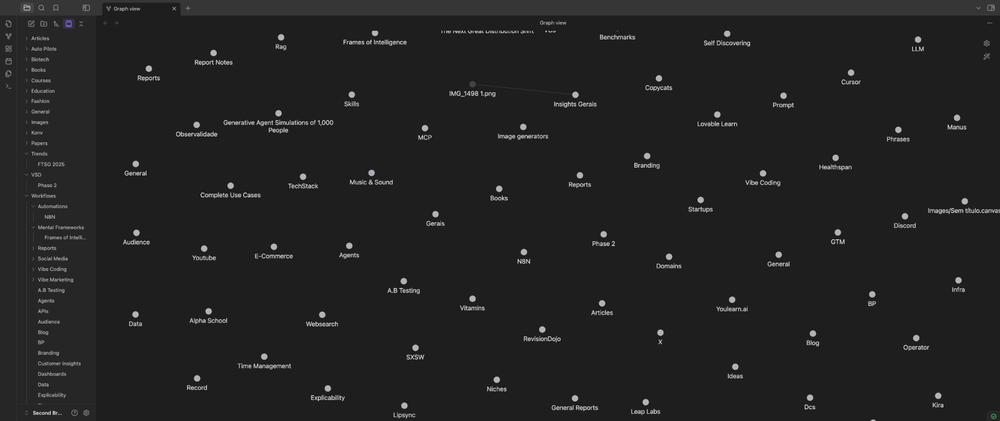 Graph view
Graph view
Articles
Auto Pilots
Biotech
Books
Courses
Education
Fashion
General
Images
Konv
Papers
Trends
FTSG 2025
VSD
Phase 2
Workflows
Automations
N8N
Mental Frameworks
Frames of Intelli...
Reports
Social Media
Vibe Coding
Vibe Marketing
A.B Testing
Agents
APIs
Audience
Blog
BP
Branding
Customer Insights
Dashboards
Data
Explicability
Second Br...
The Next Great Distribution Shift
VCs
Rag
Frames of Intelligence
Benchmarks
Self Discovering
LLM
Report Notes
Reports
Copycats
Cursor
IMG_1498 1.png
Insights Gerais
Skills
Prompt
Generative Agent Simulations of 1,000
People
Lovable Learn
Observalidade
MCP
Image generators
Phrases
Manus
General
Branding
Healthspan
Complete Use Cases
TechStack
Music & Sound
Reports
Vibe Coding
Books
Startups
Images/Sem título.canvas
Gerais
Discord
Audience
Phase 2
GTM
Youtube
E-Commerce
Agents
N8N
Domains
General
A.B Testing
Infra
Vitamins
Articles
Youlearn.ai
BP
Data
Alpha School
Websearch
RevisionDojo
X
Blog
Operator
SXSW
Time Management
Ideas
Record
Explicability
Niches
General Reports
Leap Labs
Dcs
Kira
Lipsync